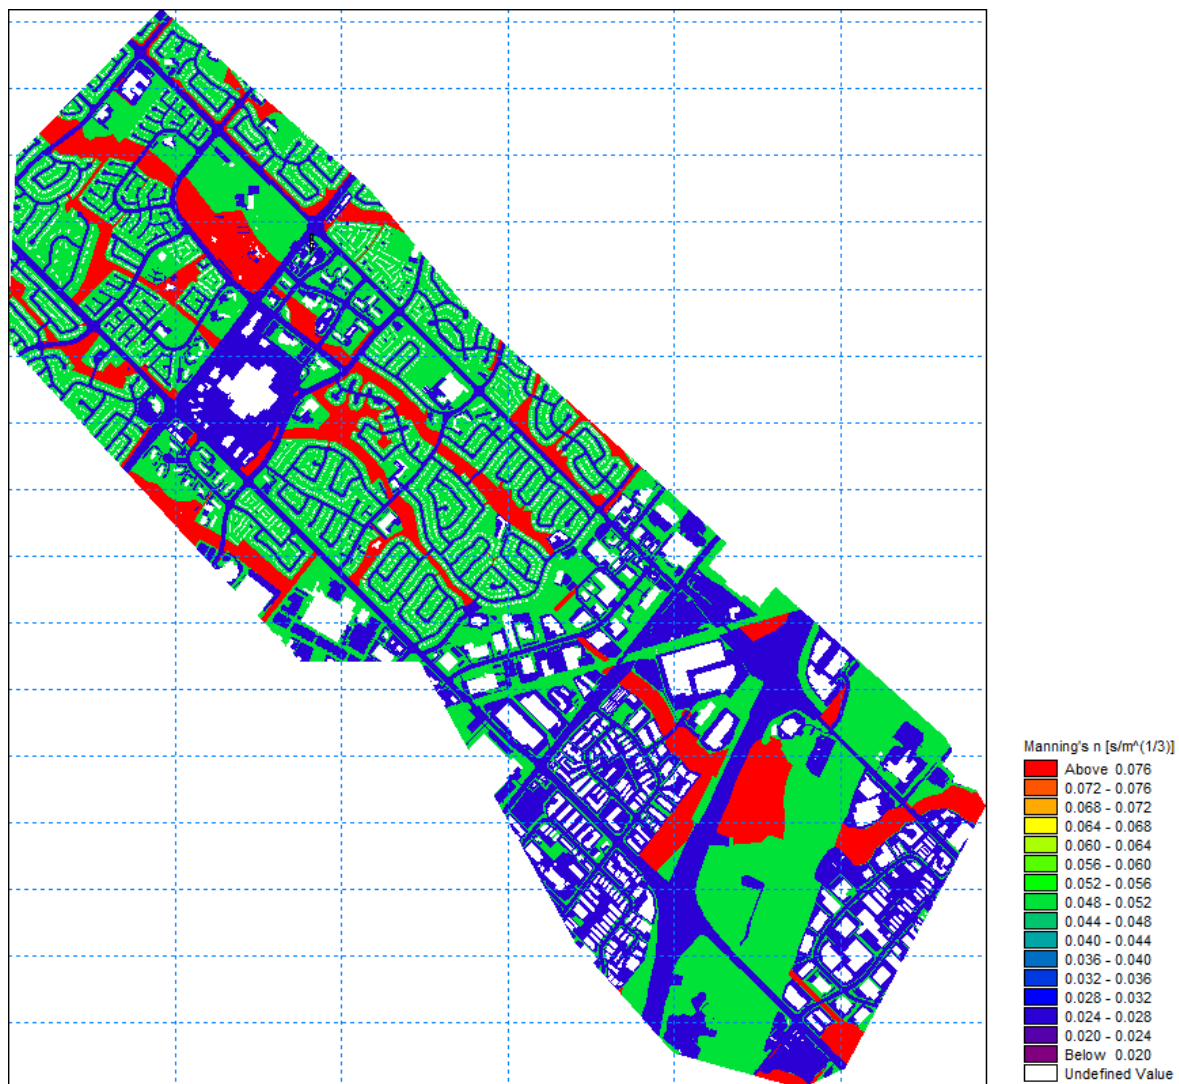 Manning's n [s/m^(1/3)]
Above 0.076
0.072 - 0.076
0.068 - 0.072
0.064 - 0.068
0.060 - 0.064
0.056 - 0.060
0.052 - 0.056
0.048 - 0.052
0.044 - 0.048
0.040 - 0.044
0.036 - 0.040
0.032 - 0.036
0.028 - 0.032
0.024 - 0.028
0.020 - 0.024
Below 0.020
Undefined Value